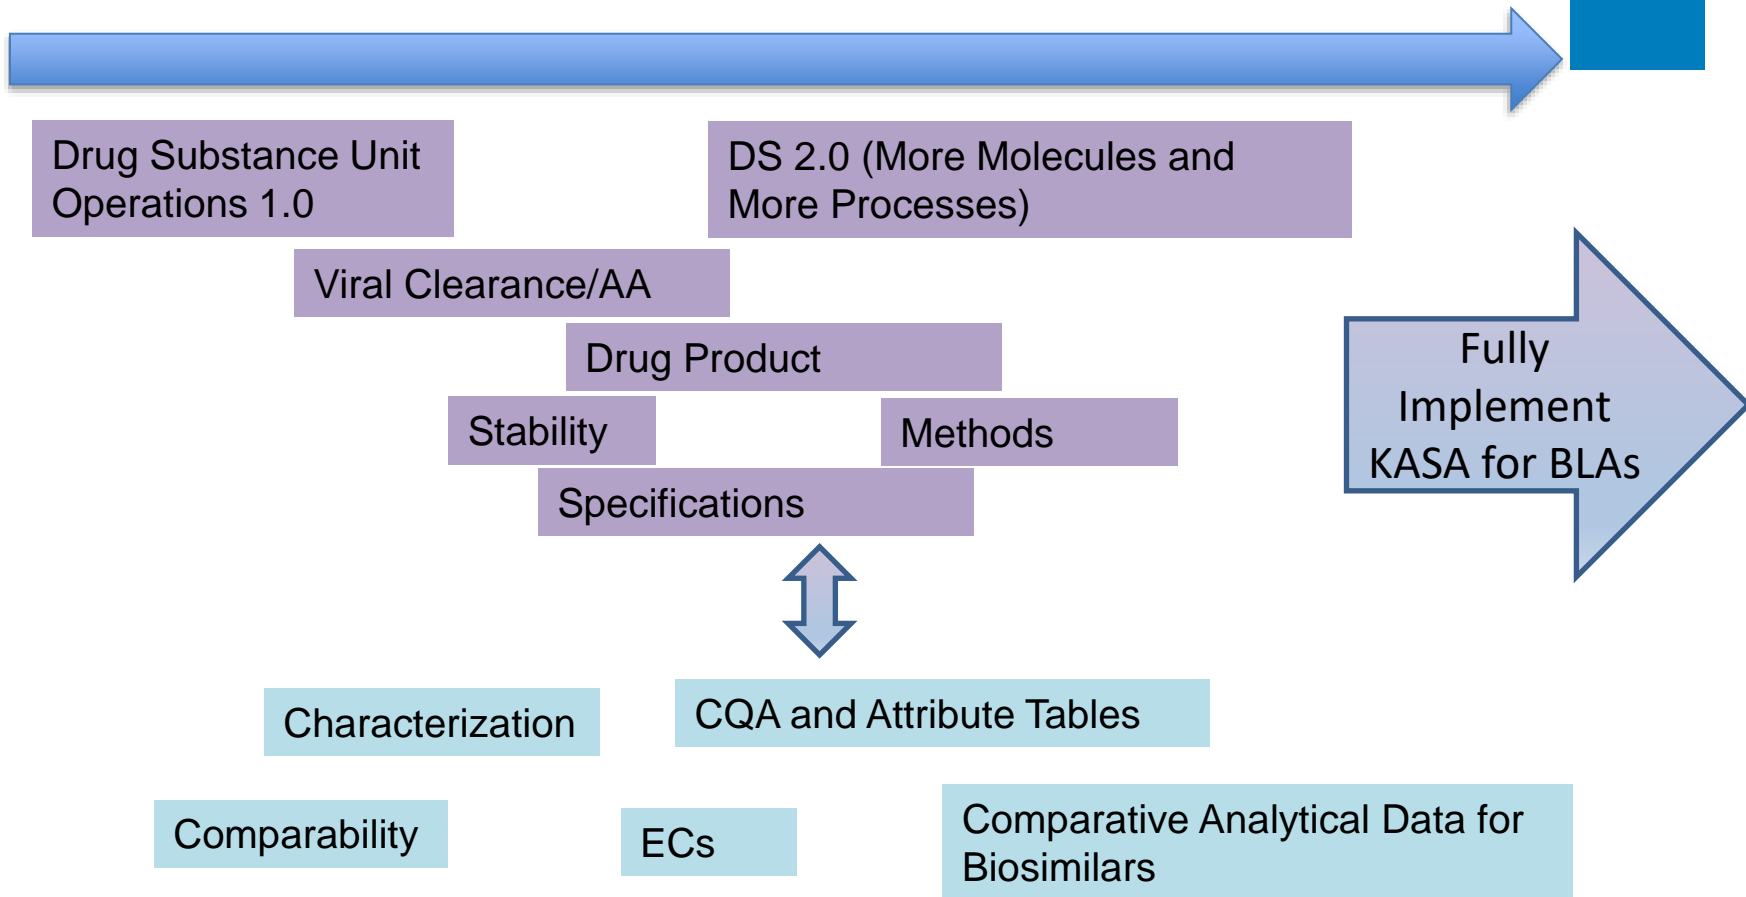 Drug Substance Unit
Operations 1.0
DS 2.0 (More Molecules and
More Processes)
Viral Clearance/AA
Drug Product
Stability
Methods
Specifications
Fully
Implement
KASA for BLAs
Characterization
CQA and Attribute Tables
Comparability
ECs
Comparative Analytical Data for
Biosimilars